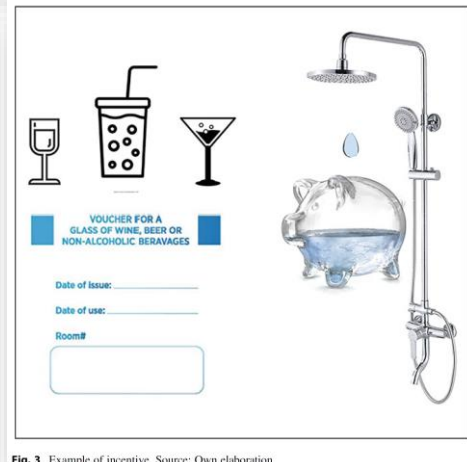 VOUCHER FOR A
GLASS OF WINE, BEER OR
NON-ALCOHOLIC BERAVAGES
Date of issue:
Date of use:
Room#
Fig. 3 Example of incentive. Source: Own elaboration